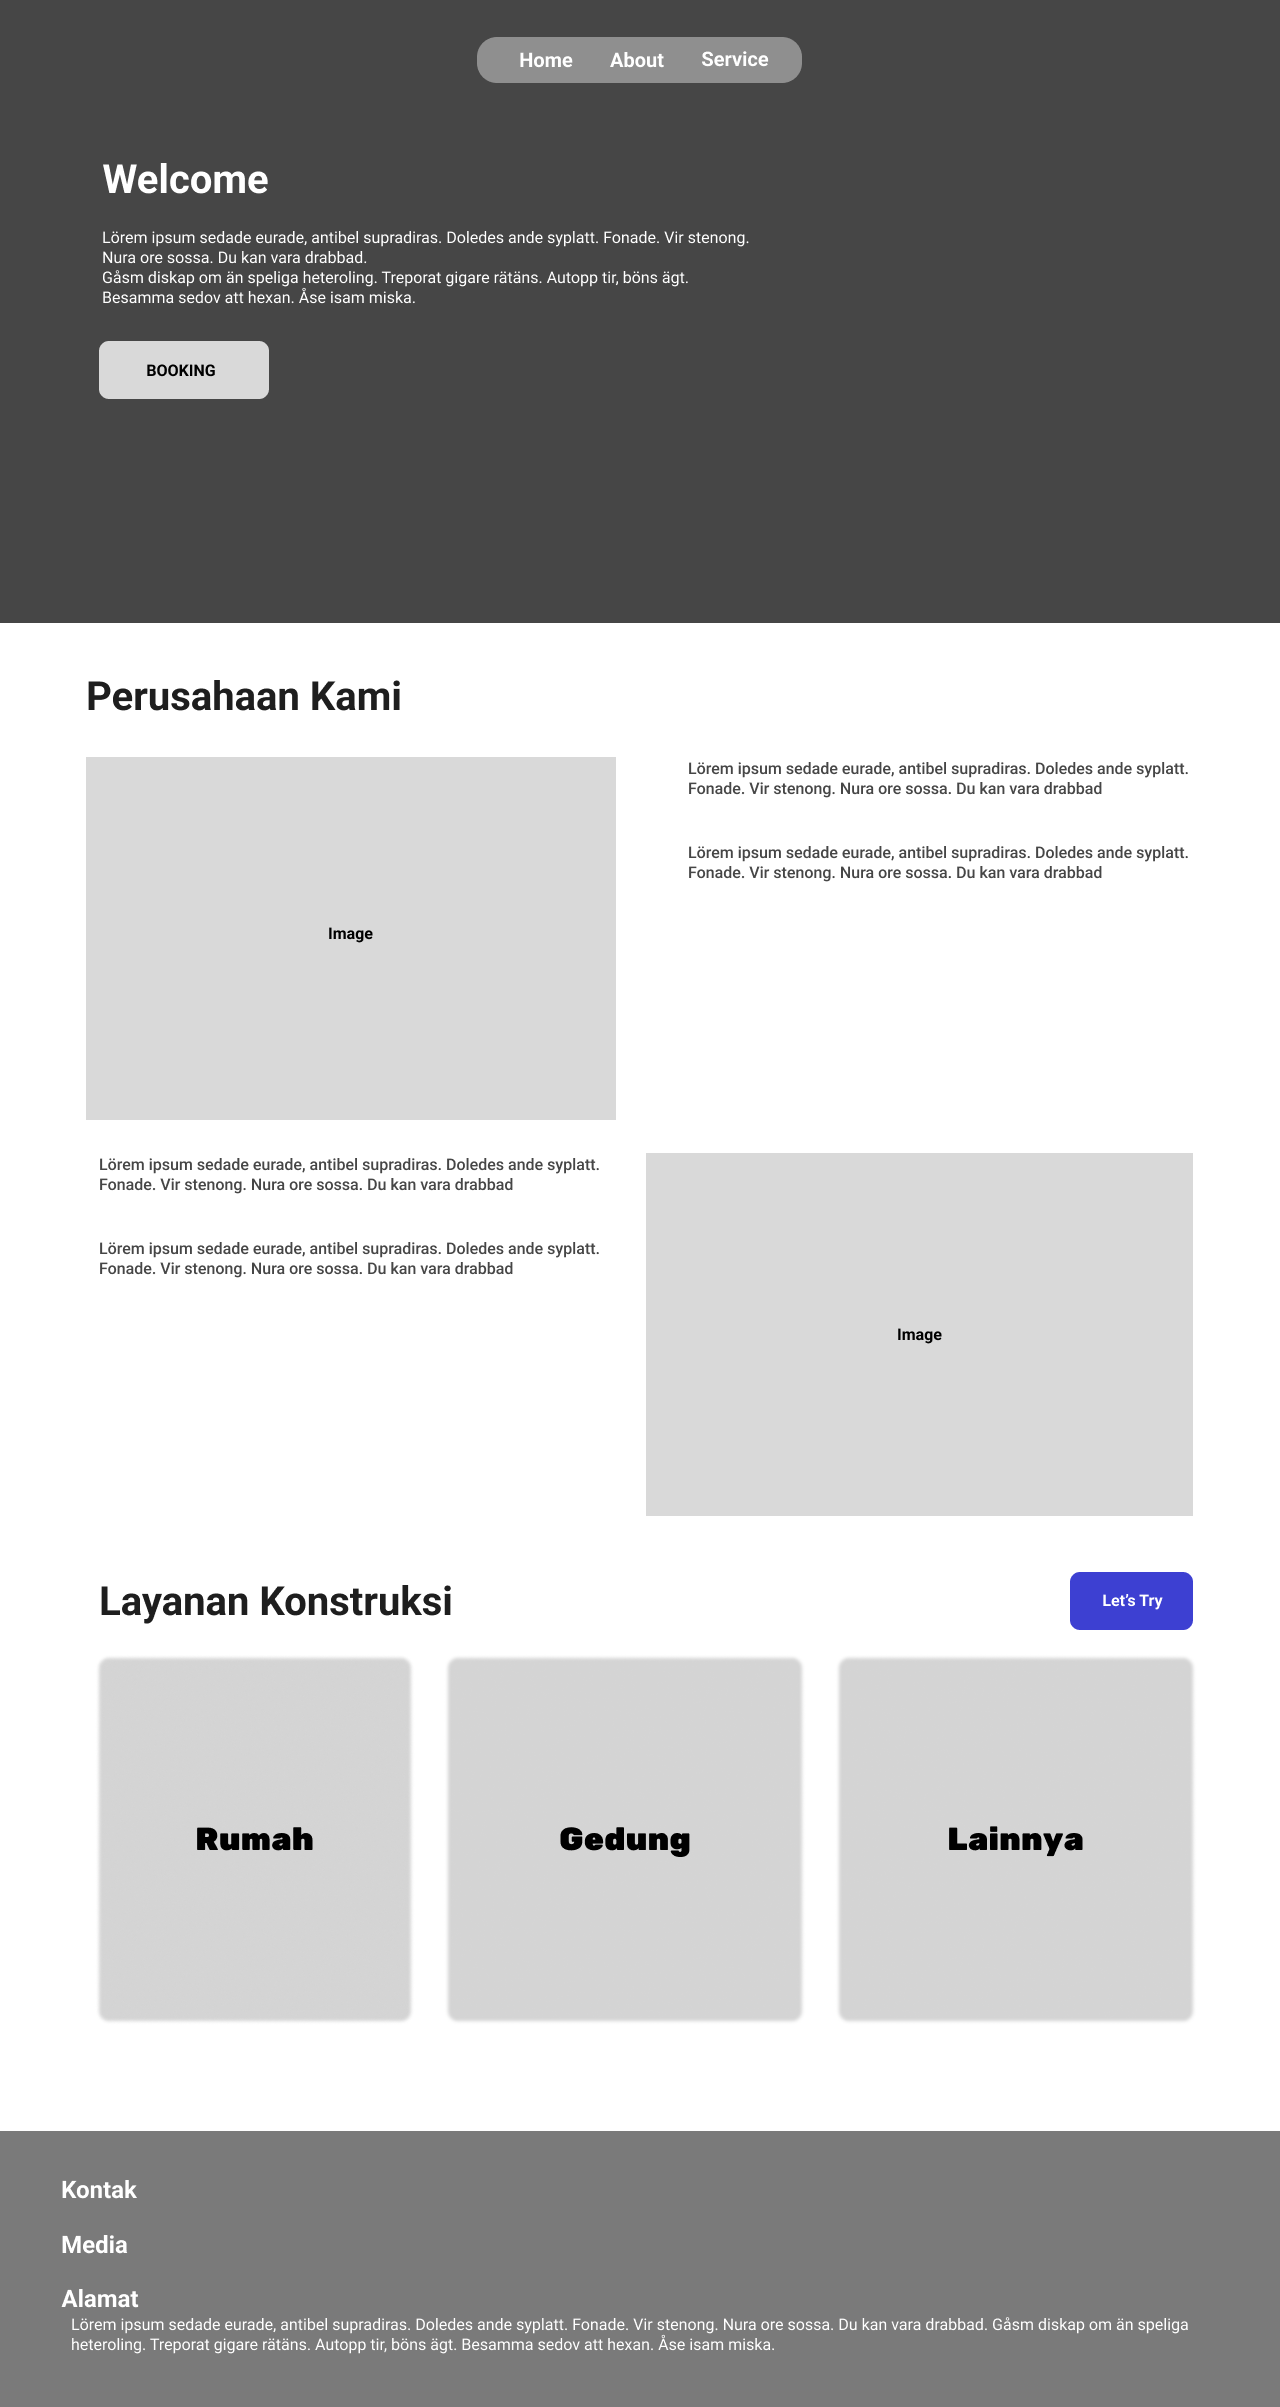 Home About Service
Welcome
Lörem ipsum sedade eurade, antibel supradiras. Doledes ande syplatt. Fonade. Vir stenong.
Nura ore sossa. Du kan vara drabbad.
Gåsm diskap om än speliga heteroling. Treporat gigare rätäns. Autopp tir, böns ägt.
Besamma sedov att hexan. Åse isam miska.
BOOKING
Perusahaan Kami
Image
Lörem ipsum sedade eurade, antibel supradiras. Doledes ande syplatt.
Fonade. Vir stenong. Nura ore sossa. Du kan vara drabbad
Lörem ipsum sedade eurade, antibel supradiras. Doledes ande syplatt.
Fonade. Vir stenong. Nura ore sossa. Du kan vara drabbad
Lörem ipsum sedade eurade, antibel supradiras. Doledes ande syplatt.
Fonade. Vir stenong. Nura ore sossa. Du kan vara drabbad
Lörem ipsum sedade eurade, antibel supradiras. Doledes ande syplatt.
Fonade. Vir stenong. Nura ore sossa. Du kan vara drabbad
Image
Layanan Konstruksi
Let's Try
Rumah
Gedung
Lainnya
Kontak
Media
Alamat
Lörem ipsum sedade eurade, antibel supradiras. Doledes ande syplatt. Fonade. Vir stenong. Nura ore sossa. Du kan vara drabbad. Gåsm diskap om än speliga
heteroling. Treporat gigare rätäns. Autopp tir, böns ägt. Besamma sedov att hexan. Åse isam miska.